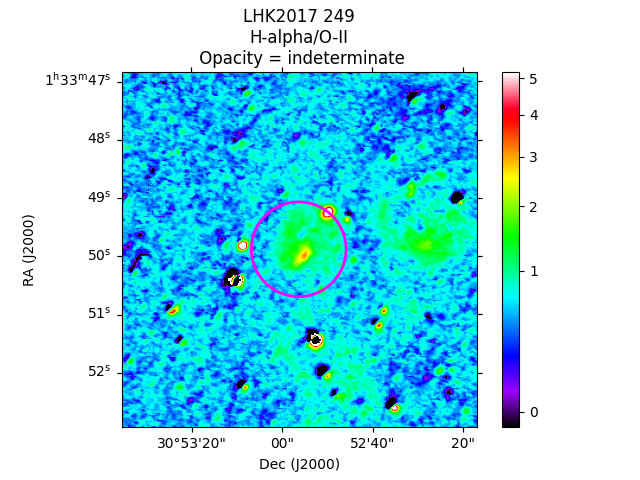 LHK2017 249
H-alpha/O-II
Opacity = indeterminate
1ʰ33ᵐ47ˢ
48ˢ
49ˢ
50ˢ
51ˢ
52ˢ
RA (J2000)
30°53'20" 00" 52'40" 20"
Dec (J2000)
5
4
3
2
1
0